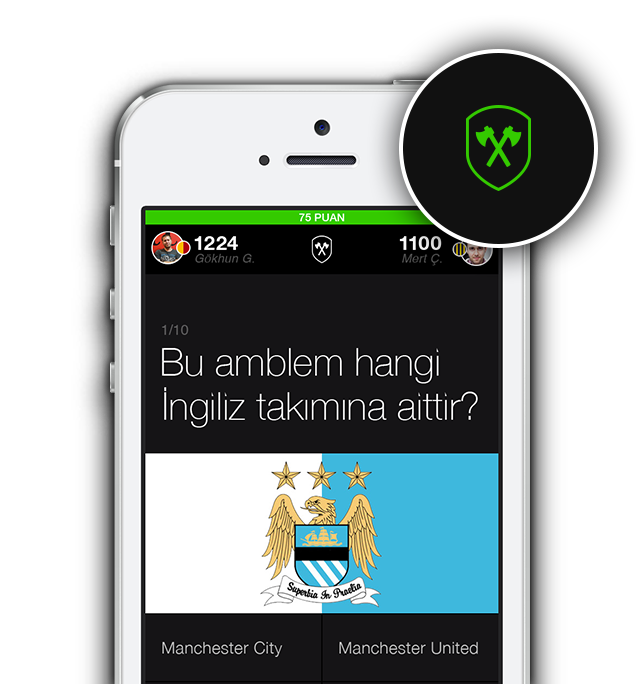 75 PUAN
1224
Gökhun G.
1100
Mert Ç.
1/10
Bu amblem hangi
İngiliz takımına aittir?
Superbia In Proelia
Manchester City
Manchester United